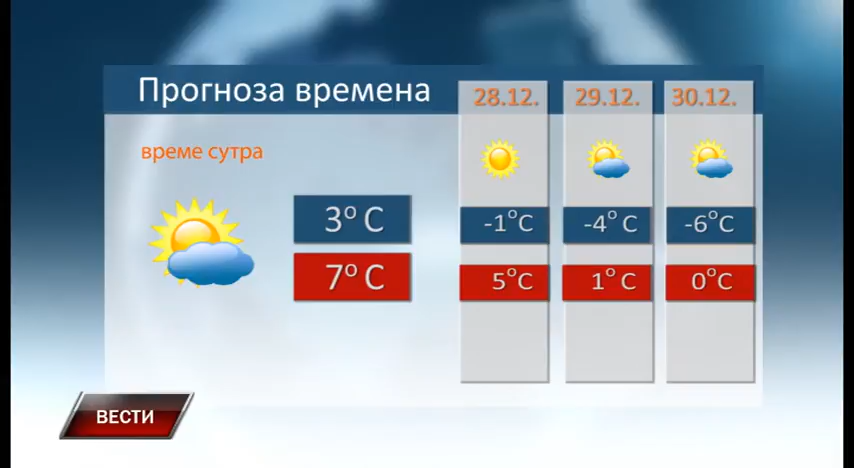 Прогноза времена
време сутра
3° C
7° C
28.12.
29.12.
30.12.
-1°C
-4°C
-6°C
5°C
1°C
0°C
ВЕСТИ